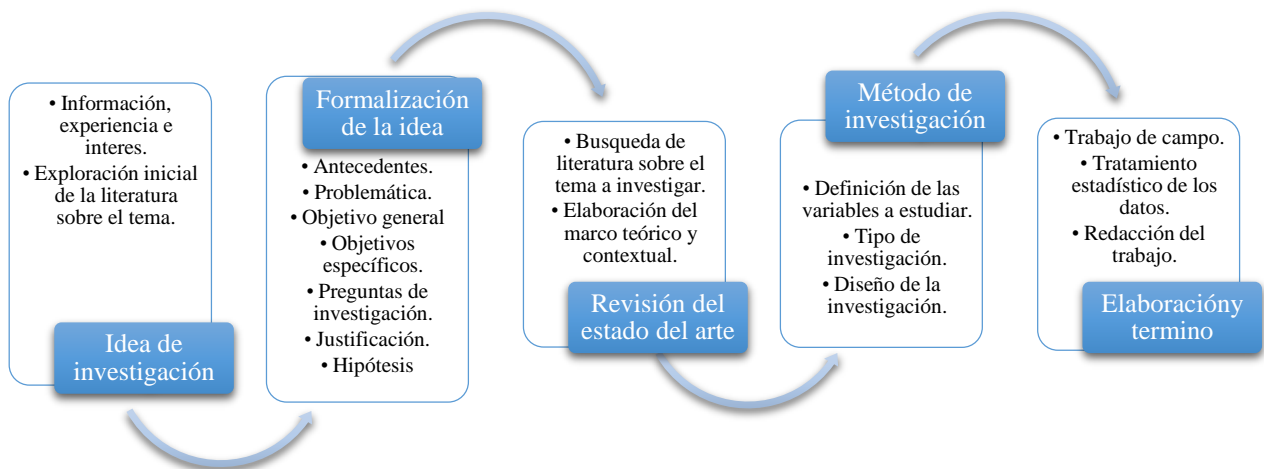 • Información,
experiencia e
interes.
• Exploración inicial
de la literatura
sobre el tema.
Idea de
investigación
Formalización
de la idea
• Antecedentes.
• Problemática.
• Objetivo general
• Objetivos
específicos.
• Preguntas de
investigación.
• Justificación.
• Hipótesis
• Busqueda de
literatura sobre el
tema a investigar.
• Elaboración del
marco teórico y
contextual.
Revisión del
estado del arte
Método de
investigación
• Definición de las
variables a estudiar.
• Tipo de
investigación.
• Diseño de la
investigación.
• Trabajo de campo.
• Tratamiento
estadístico de los
datos.
• Redacción del
trabajo.
Elaboracióny
termino